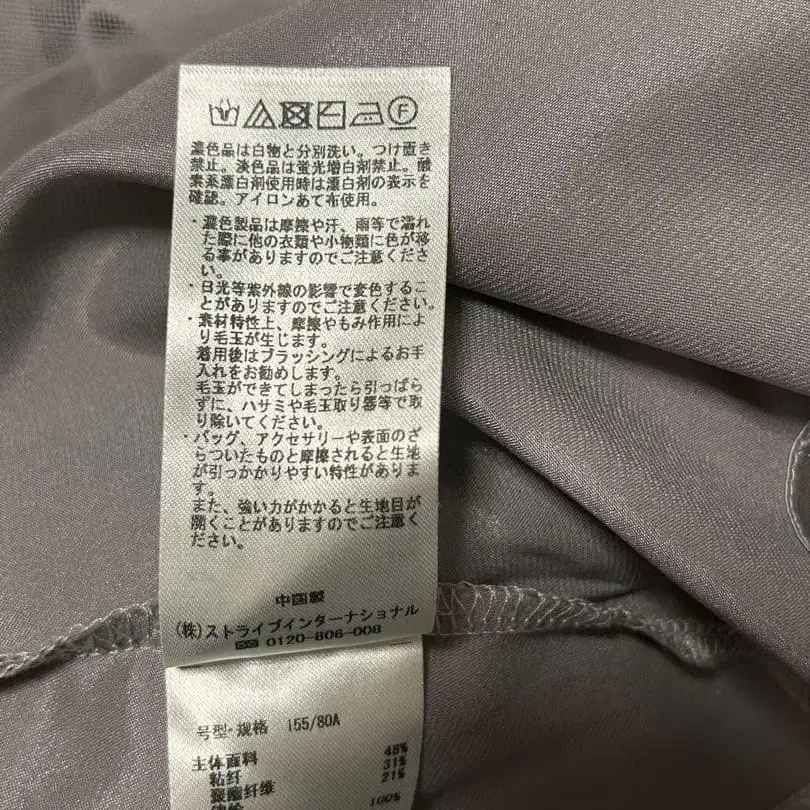 濃色品は白物と分別洗い。つけ置き
禁止。淡色品は蛍光増白剤禁止。酸
素系漂白剤使用時は漂白剤の表示を
確認。アイロンあて布使用。
・濃色製品は摩擦や汗、雨等で濡れ
た際に他の衣類や小物類に色が移
る事がありますのでご注意くださ
い。
・日光等紫外線の影響で変色するこ
とがありますのでご注意ください。
・素材特性上、摩擦やもみ作用によ
り毛玉が生じます。
着用後はブラッシングによるお手
入れをお勧めします。
毛玉ができてしまったら引っぱら
ずに、ハサミや毛玉取り器等で取
り除いてください。
・バッグ、アクセサリーや表面のざ
らついたものと摩擦されると生地
が引っかかりやすい特性がありま
す。
また、強い力がかかると生地目が
開くことがありますのでご注意く
ださい。
中国製
(株)ストライプインターナショナル
0120-806-008
号型·规格 155/80A
主体面料 48%
粘纤 31%
聚酯纤维 21%
100%